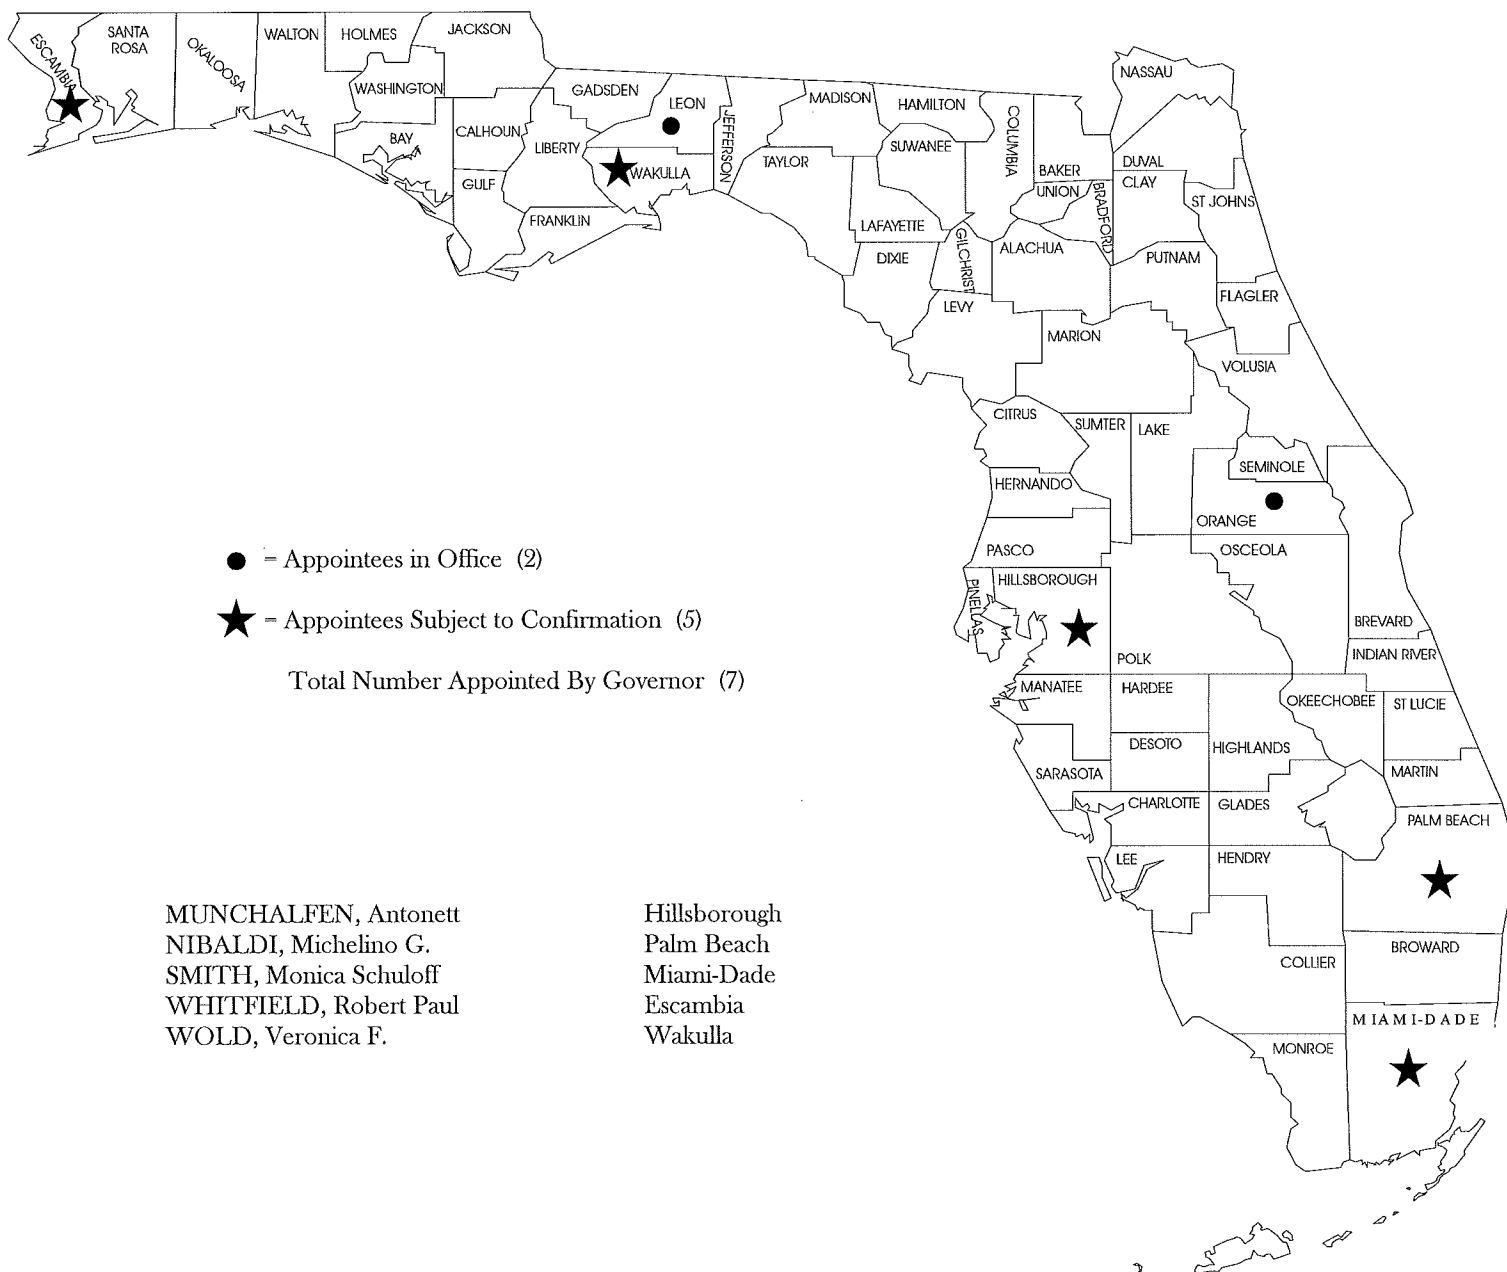 ESCAMBIA
SANTA
ROSA
OKALOOSA
WALTON
HOLMES
JACKSON
WASHINGTON
BAY
CALHOUN
GULF
GADSDEN
LIBERTY
FRANKLIN
LEON
WAKULLA
JEFFERSON
MADISON
TAYLOR
HAMILTON
SUWANEE
LAFAYETTE
DIXIE
COLUMBIA
GILCHRIST
BAKER
UNION
BRADFORD
ALACHUA
LEVY
NASSAU
DUVAL
CLAY
ST JOHNS
PUTNAM
FLAGLER
MARION
VOLUSIA
CITRUS
SUMTER
LAKE
SEMINOLE
HERNANDO
ORANGE
PASCO
OSCEOLA
HILLSBOROUGH
PINELLAS
BREVARD
POLK
INDIAN RIVER
MANATEE
HARDEE
OKEECHOBEE
ST LUCIE
DESOTO
HIGHLANDS
SARASOTA
MARTIN
CHARLOTTE
GLADES
PALM BEACH
LEE
HENDRY
BROWARD
COLLIER
MIAMI-DADE
MONROE
= Appointees in Office (2)
= Appointees Subject to Confirmation (5)
Total Number Appointed By Governor (7)
MUNCHALFEN, Antonett Hillsborough
NIBALDI, Michelino G. Palm Beach
SMITH, Monica Schuloff Miami-Dade
WHITFIELD, Robert Paul Escambia
WOLD, Veronica F. Wakulla